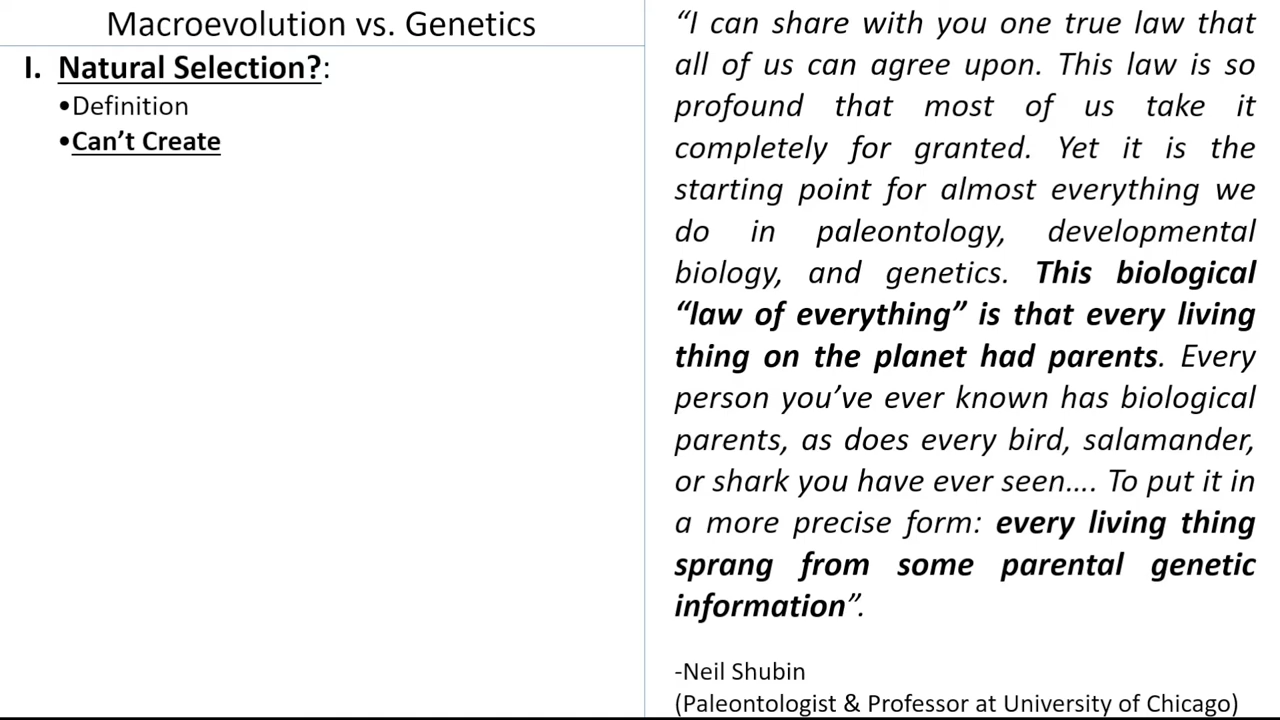 Macroevolution vs. Genetics
I. Natural Selection?:
•Definition
•Can't Create
“I can share with you one true law that
all of us can agree upon. This law is so
profound that most of us take it
completely for granted. Yet it is the
starting point for almost everything we
do in paleontology, developmental
biology, and genetics. This biological
“law of everything” is that every living
thing on the planet had parents. Every
person you’ve ever known has biological
parents, as does every bird, salamander,
or shark you have ever seen.... To put it in
a more precise form: every living thing
sprang from some parental genetic
information”.
-Neil Shubin
(Paleontologist & Professor at University of Chicago)